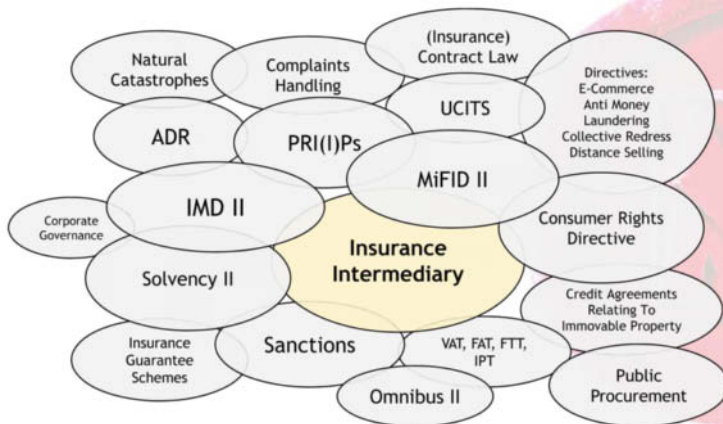 Natural
Catastrophes
Complaints
Handling
(Insurance)
Contract Law
Directives:
E-Commerce
Anti Money
Laundering
Collective Redress
Distance Selling
ADR
PRI(I)Ps
UCITS
MiFID II
IMD II
Corporate
Governance
Insurance
Intermediary
Consumer Rights
Directive
Solvency II
Credit Agreements
Relating To
Immovable Property
Insurance
Guarantee
Schemes
Sanctions
VAT, FAT, FTT,
IPT
Omnibus II
Public
Procurement